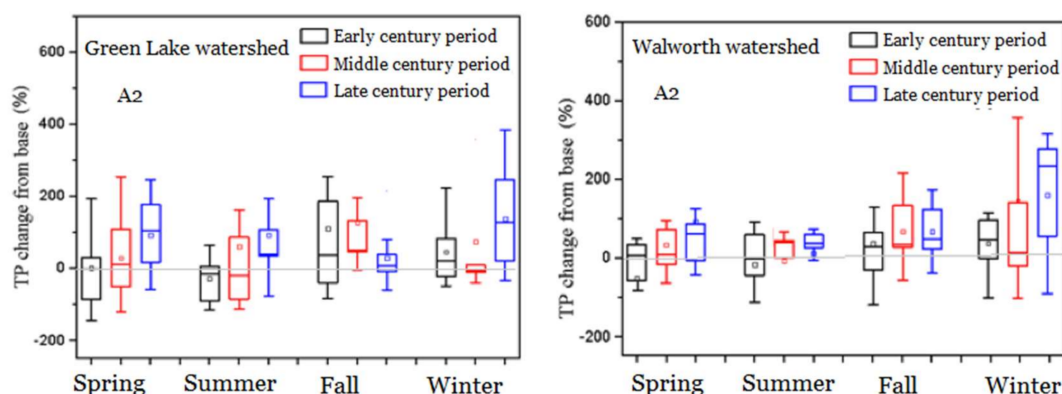 TP change from base (%)
600
400
200
0
-200
Green Lake watershed
A2
Early century period
Middle century period
Late century period
Spring Summer Fall Winter
TP change from base (%)
600
400
200
0
-200
Walworth watershed
A2
Early century period
Middle century period
Late century period
Spring Summer Fall Winter